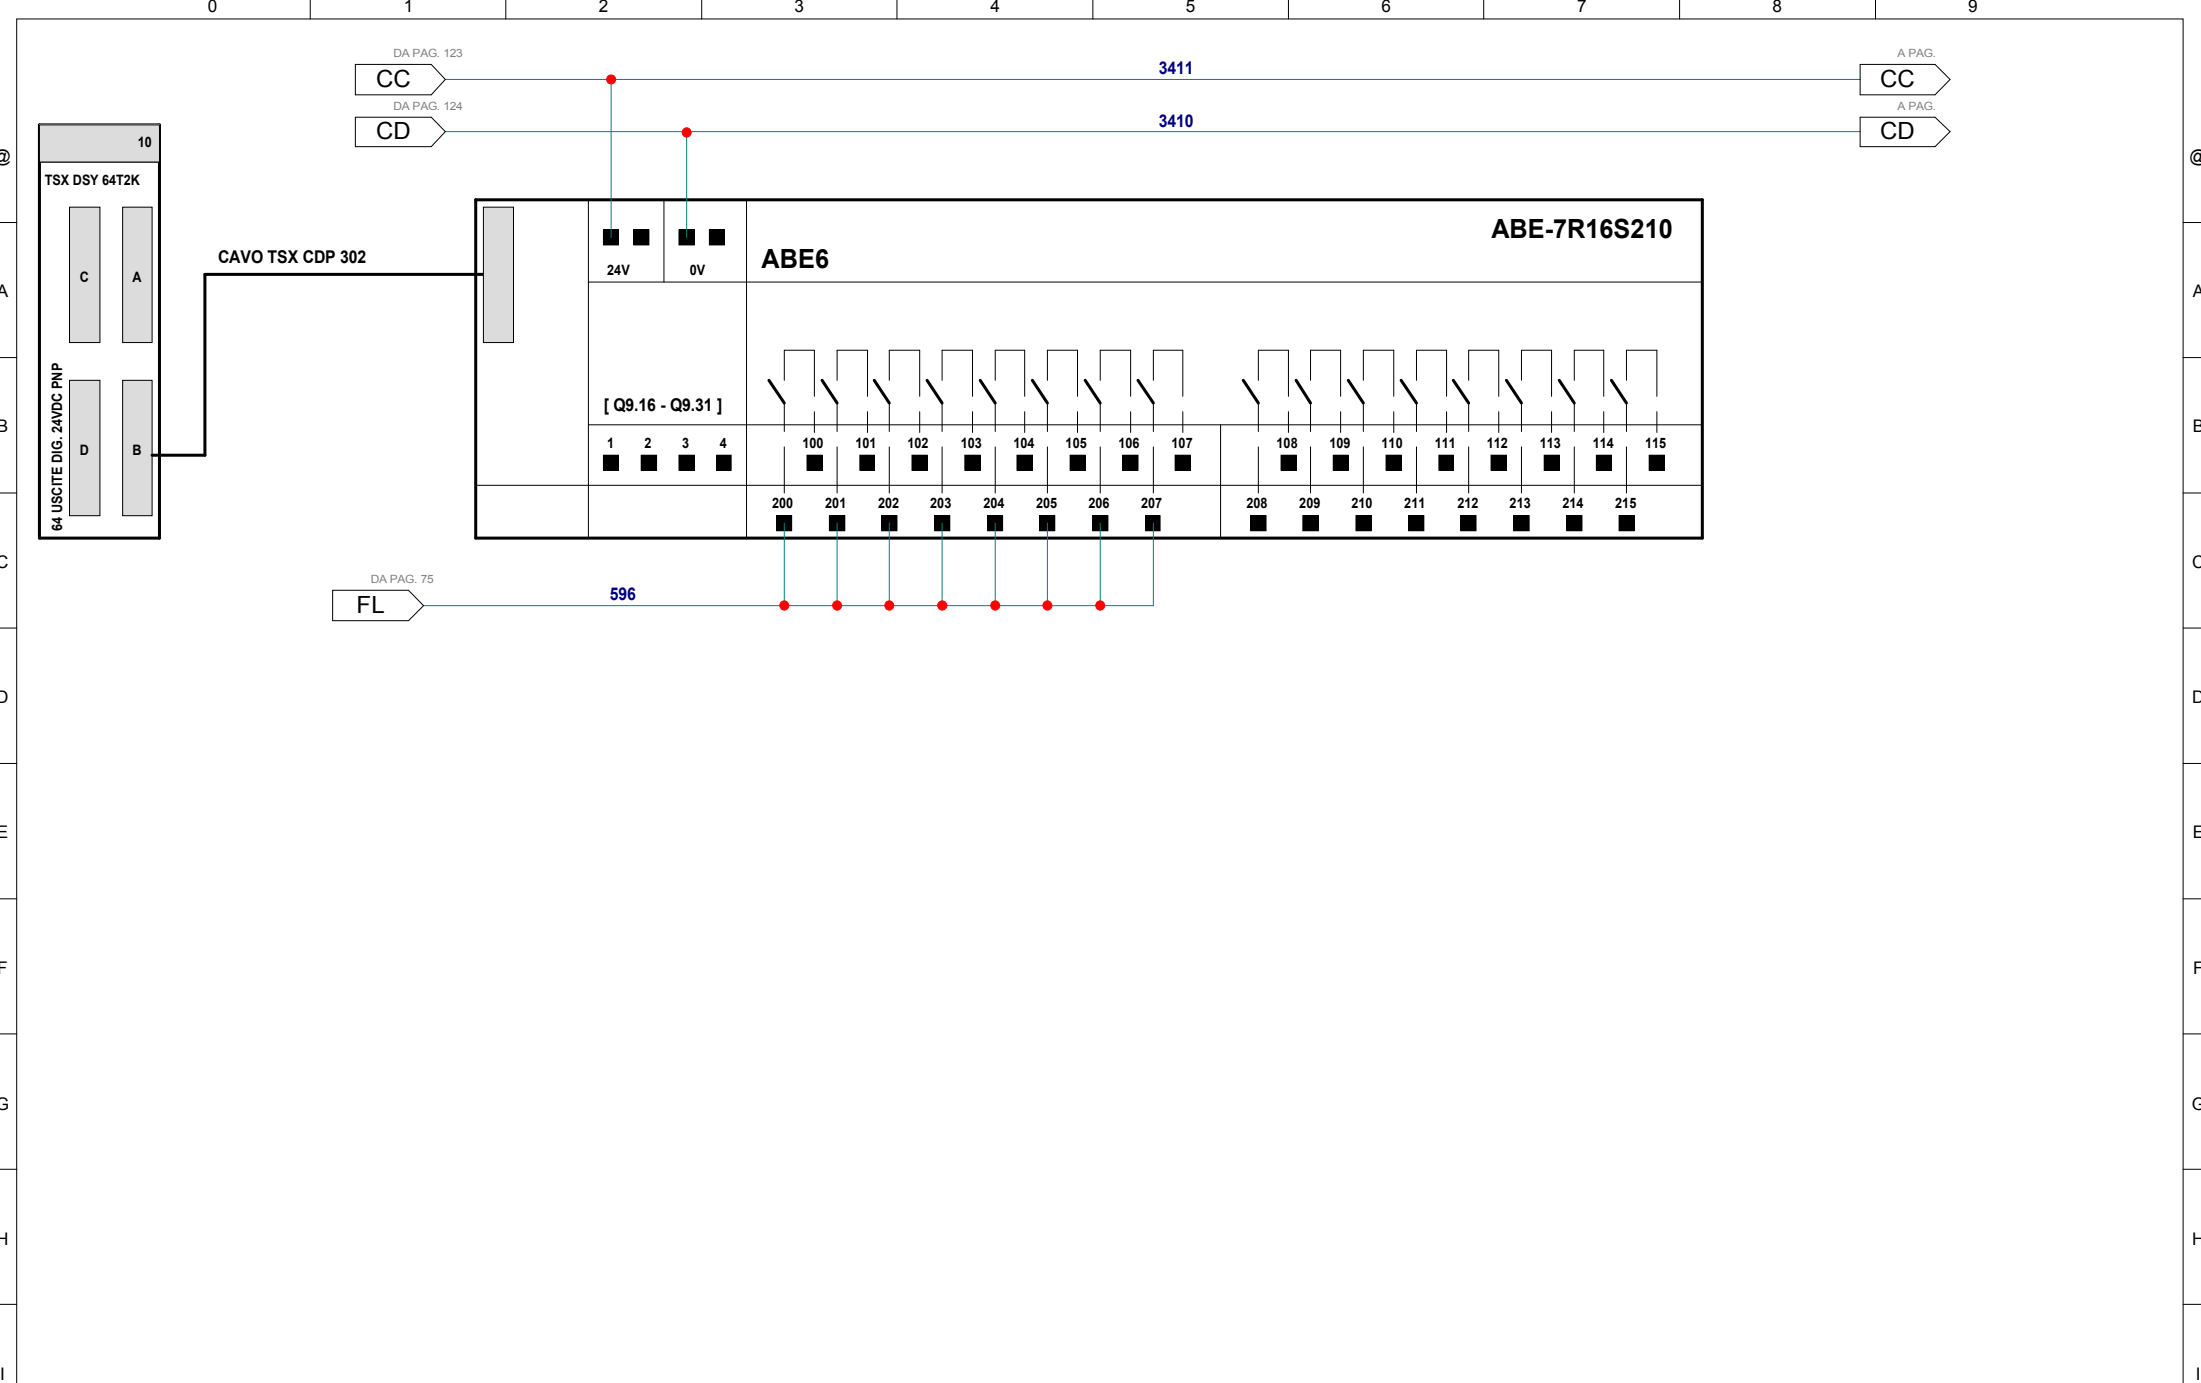 0 1 2 3 4 5 6 7 8 9
DA PAG. 123
CC
3411
A PAG.
CC
DA PAG. 124
CD
3410
A PAG.
CD
@
@
10
TSX DSY 64T2K
C A
D B
64 USCITE DIG. 24VDC PNP
CAVO TSX CDP 302
24V 0V
ABE6
ABE-7R16S210
A
A
[ Q9.16 - Q9.31 ]
B
B
1 2 3 4 100 101 102 103 104 105 106 107 108 109 110 111 112 113 114 115
200 201 202 203 204 205 206 207 208 209 210 211 212 213 214 215
C
C
DA PAG. 75
FL
596
D
D
E
E
F
F
G
G
H
H
I
I